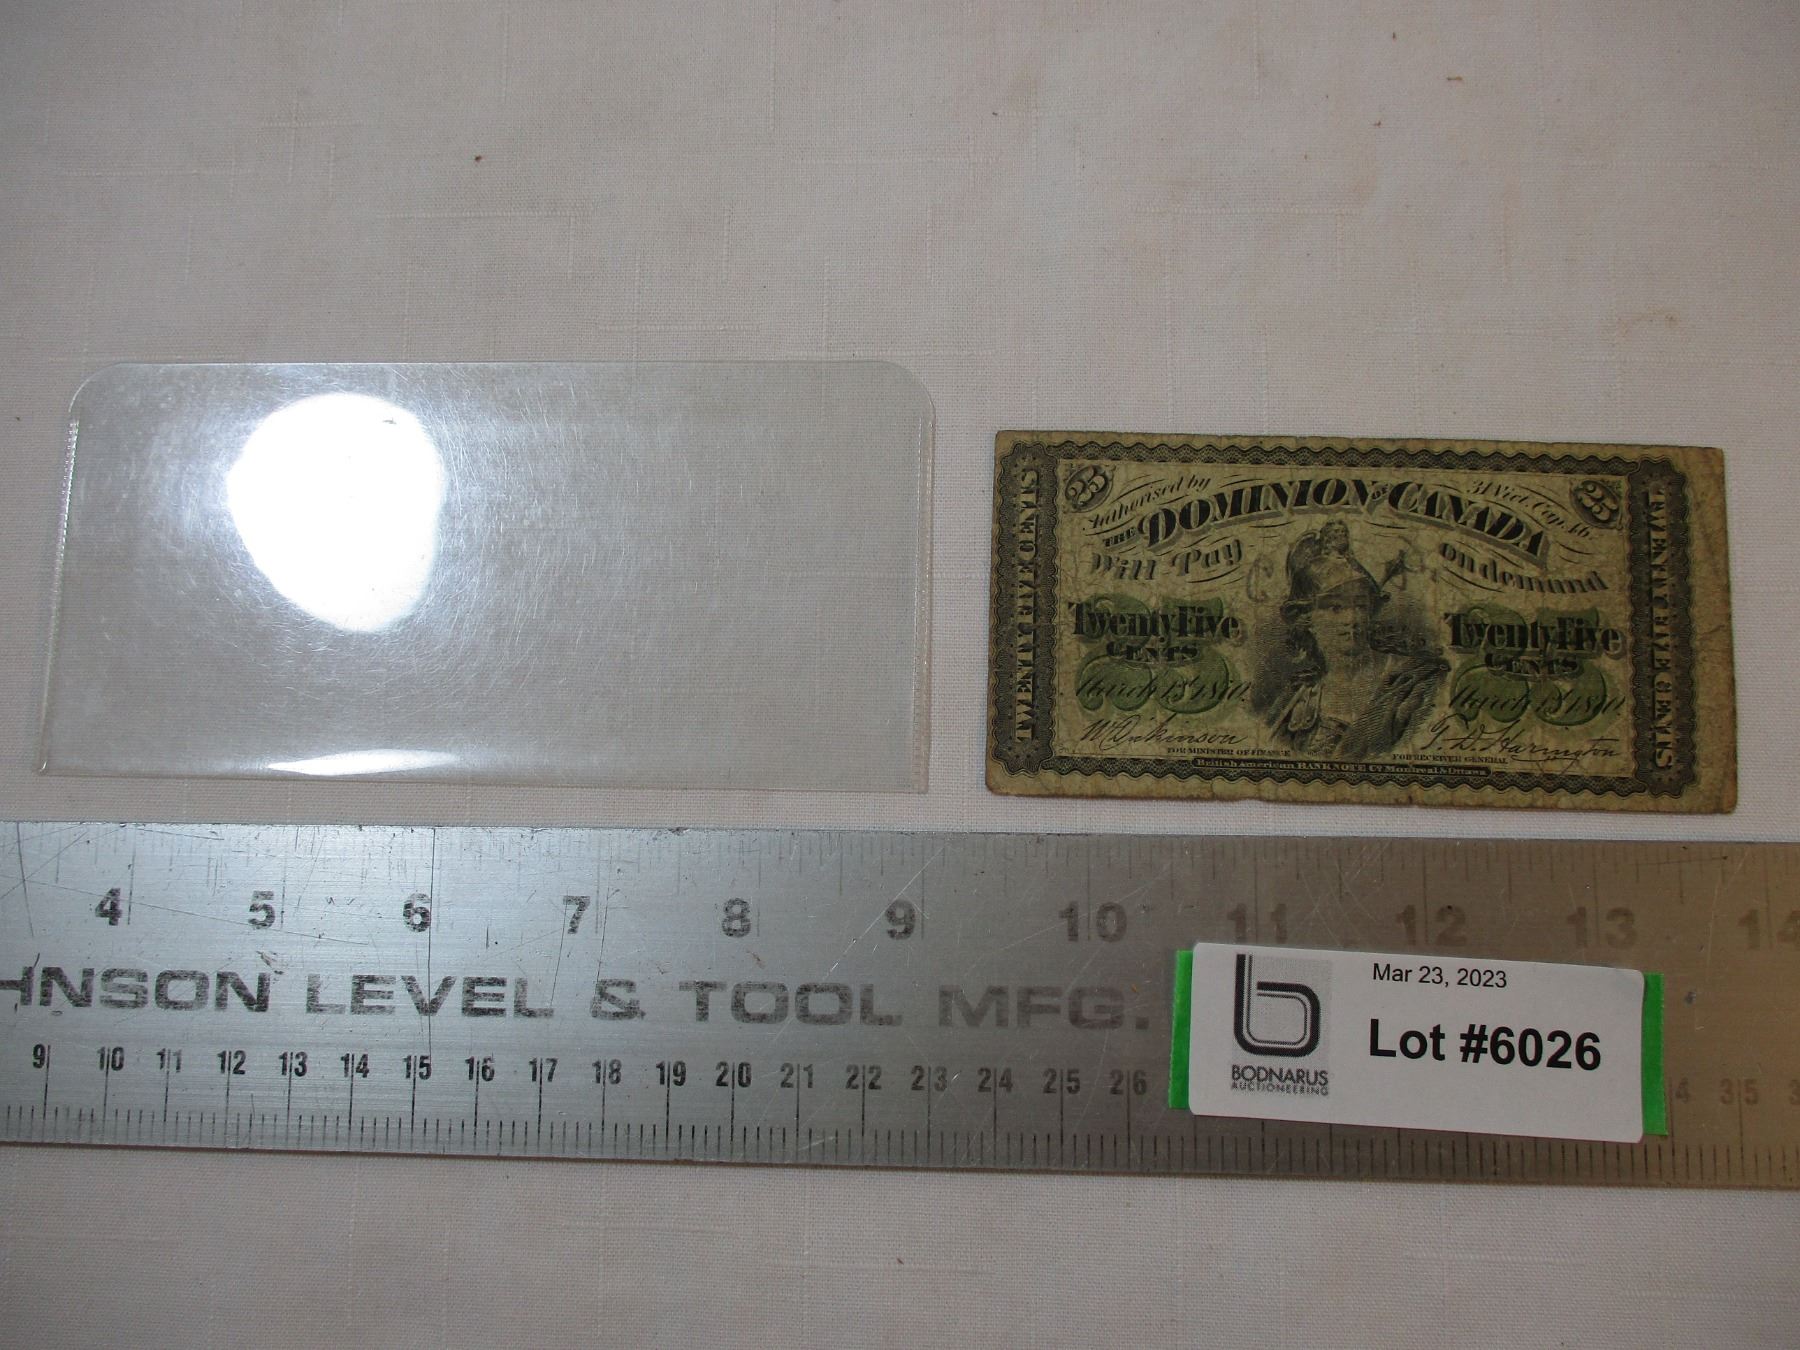 25
25
Authorised by 31 Vict. Cap. 46.
THE DOMINION OF CANADA
Will Pay on demand
Twenty Five Twenty Five
CENTS CENTS
March 1st 1870. March 1st 1870.
W Dickinson T. D. Harington
FOR MINISTER OF FINANCE FOR RECEIVER GENERAL
British American BANK NOTE Co Montreal & Ottawa
TWENTY FIVE CENTS
TWENTY FIVE CENTS
4 5 6 7 8 9 10 11 12 13 14
HNSON LEVEL & TOOL MFG.
9 10 11 12 13 14 15 16 17 18 19 20 21 22 23 24 25 26 4 35 3
Mar 23, 2023
Lot #6026
b
BODNARUS
AUCTIONEERING